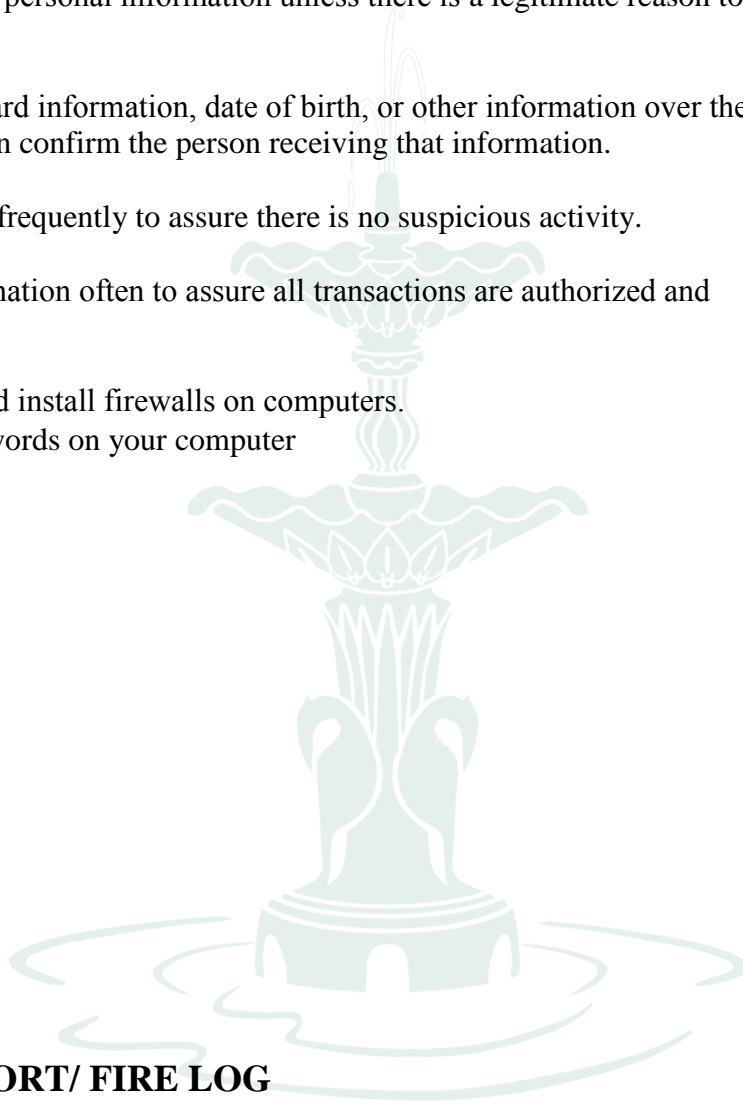 personal information unless there is a legitimate reason to
ard information, date of birth, or other information over the
n confirm the person receiving that information.
frequently to assure there is no suspicious activity.
nation often to assure all transactions are authorized and
d install firewalls on computers.
words on your computer
ORT/ FIRE LOG